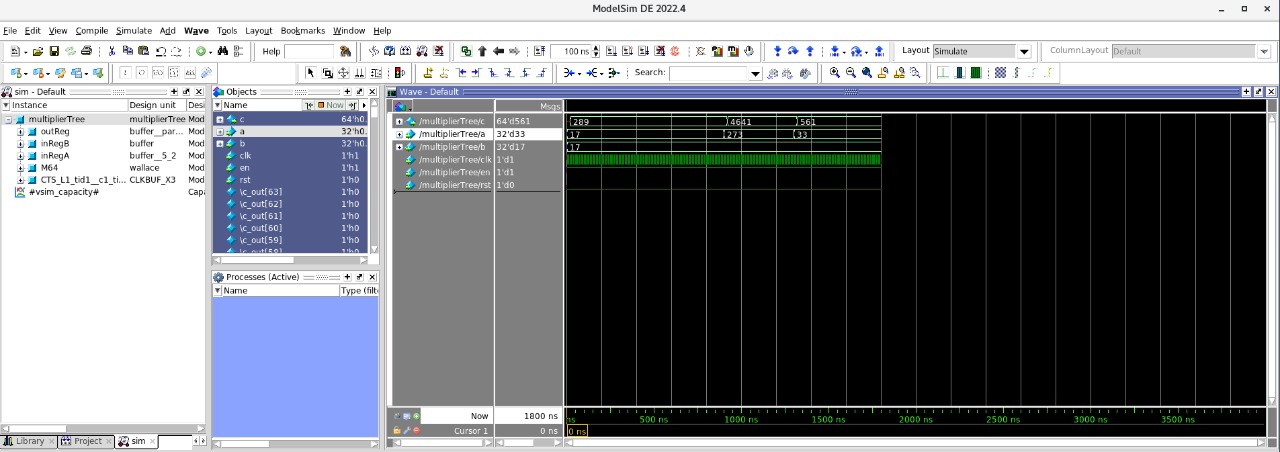 ModelSim DE 2022.4
File Edit View Compile Simulate Add Wave Tools Layout Bookmarks Window Help
Help 100 ns Layout Simulate ColumnLayout Default
Search:
sim - Default
Instance Design unit Desi
multiplierTree multiplierTree Mod
outReg buffer__par... Mod
inRegB buffer Mod
inRegA buffer__5_2 Mod
M64 wallace Mod
CTS_L1_tid1__c1_ti... CLKBUF_X3 Mod
#vsim_capacity# Capa
Library Project sim
Objects
Name Now
c 64'h0.
a 32'h0.
b 32'h0.
clk 1'h1
en 1'h1
rst 1'h0
\c_out[63] 1'h0
\c_out[62] 1'h0
\c_out[61] 1'h0
\c_out[60] 1'h0
\c_out[59] 1'h0
\c_out[58] 1'h0
Processes (Active)
Name Type (filt
Wave - Default
Msgs
/multiplierTree/c 64'd561 289 4641 561
/multiplierTree/a 32'd33 17 273 33
/multiplierTree/b 32'd17 17
/multiplierTree/clk 1'd1
/multiplierTree/en 1'd1
/multiplierTree/rst 1'd0
Now 1800 ns ns 500 ns 1000 ns 1500 ns 2000 ns 2500 ns 3000 ns 3500 ns
Cursor 1 0 ns 0 ns